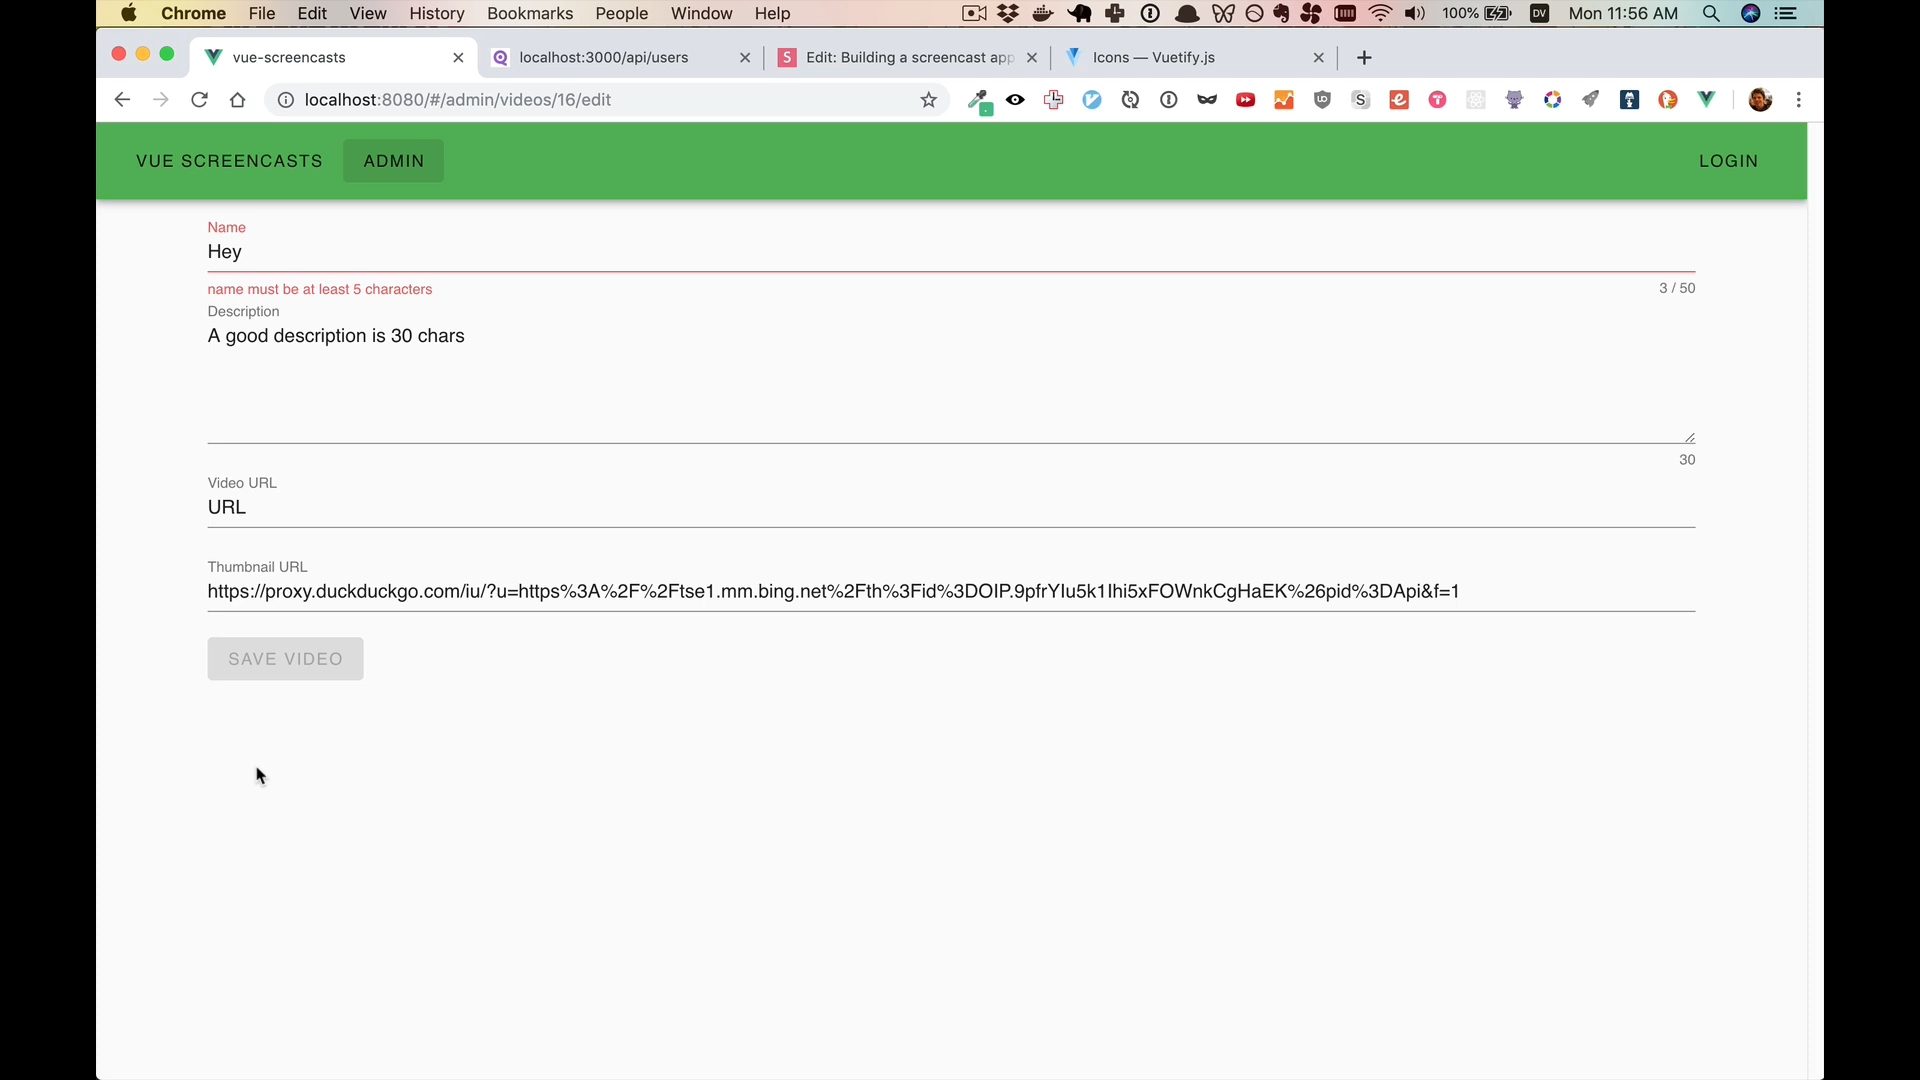 Chrome File Edit View History Bookmarks People Window Help 100% DV Mon 11:56 AM
vue-screencasts localhost:3000/api/users S Edit: Building a screencast app Icons — Vuetify.js
localhost:8080/#/admin/videos/16/edit
VUE SCREENCASTS ADMIN LOGIN
Name
Hey
name must be at least 5 characters 3 / 50
Description
A good description is 30 chars
30
Video URL
URL
Thumbnail URL
https://proxy.duckduckgo.com/iu/?u=https%3A%2F%2Ftse1.mm.bing.net%2Fth%3Fid%3DOIP.9pfrYIu5k1Ihi5xFOWnkCgHaEK%26pid%3DApi&f=1
SAVE VIDEO